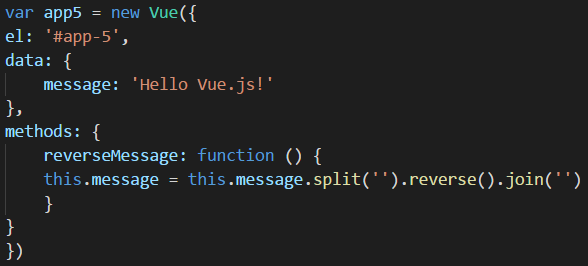 var app5 = new Vue({
el: '#app-5',
data: {
    message: 'Hello Vue.js!'
},
methods: {
    reverseMessage: function () {
    this.message = this.message.split('').reverse().join('')
    }
}
})